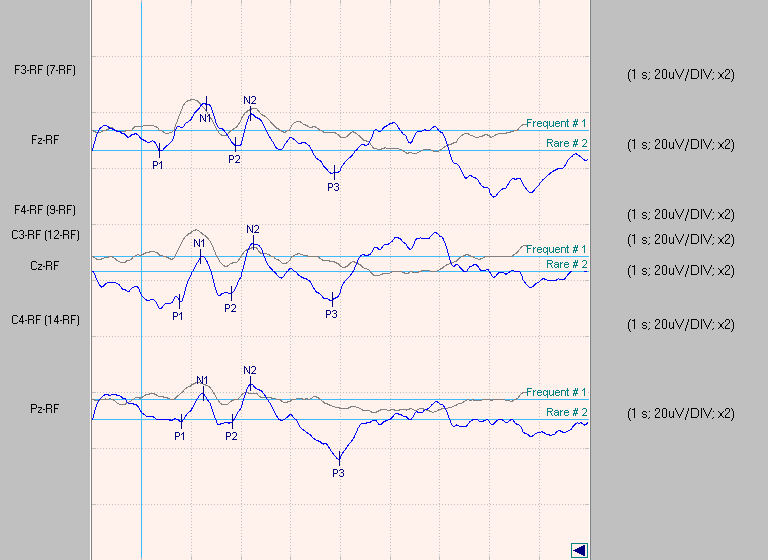 F3-RF (7-RF) (1 s; 20uV/DIV; x2)
N2
N1
Frequent # 1
Fz-RF Rare # 2 (1 s; 20uV/DIV; x2)
P1 P2
P3
F4-RF (9-RF) (1 s; 20uV/DIV; x2)
C3-RF (12-RF) (1 s; 20uV/DIV; x2)
N1 N2
Frequent # 1
Cz-RF Rare # 2 (1 s; 20uV/DIV; x2)
P1 P2 P3
C4-RF (14-RF) (1 s; 20uV/DIV; x2)
N1 N2
Frequent # 1
Pz-RF Rare # 2 (1 s; 20uV/DIV; x2)
P1 P2
P3